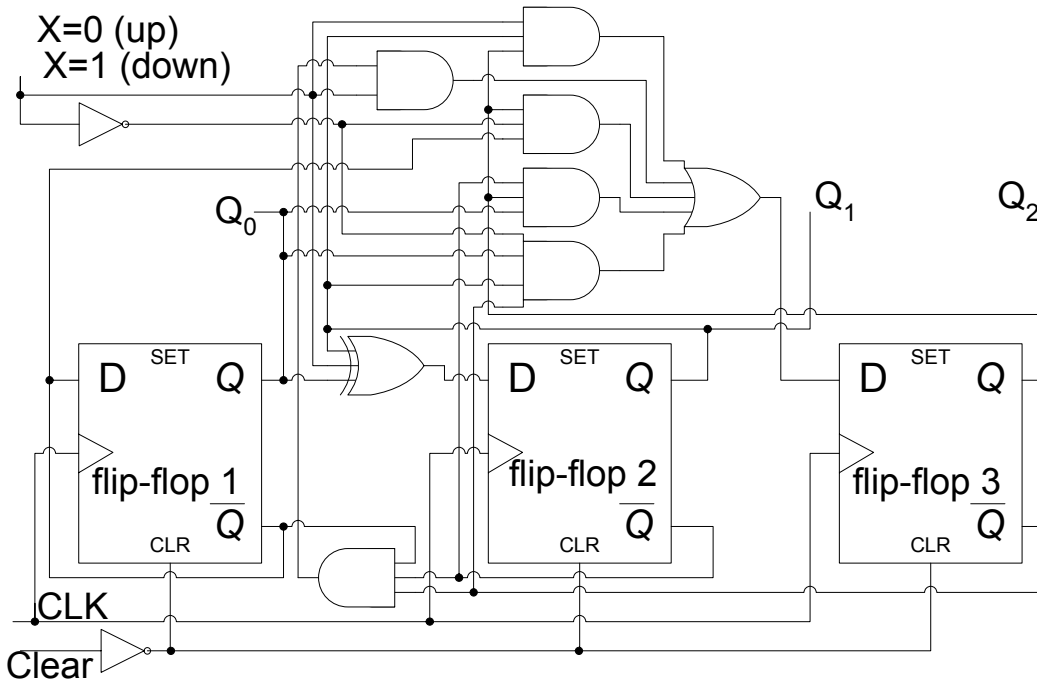 X=0 (up)
X=1 (down)
Q0
Q1
Q2
SET
D Q
flip-flop 1
Q
CLR
SET
D Q
flip-flop 2
Q
CLR
SET
D Q
flip-flop 3
Q
CLR
CLK
Clear